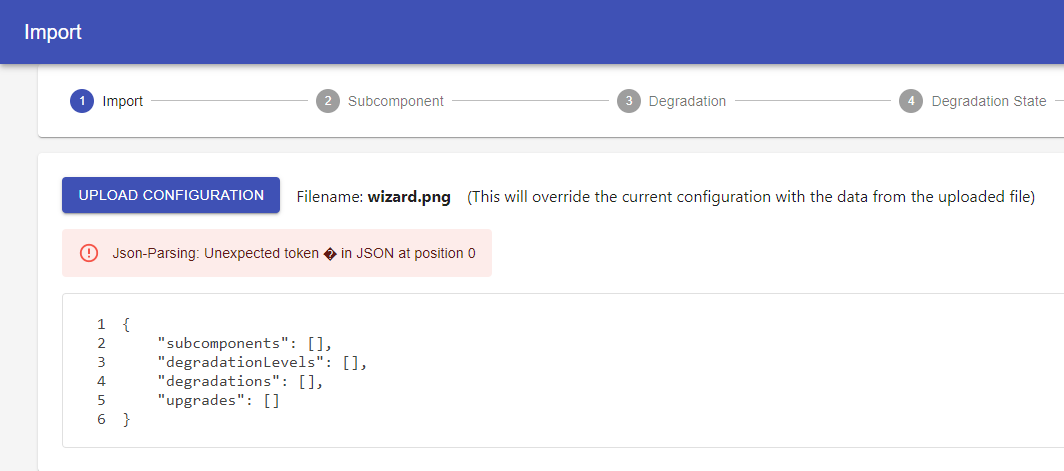 Import
1 Import 2 Subcomponent 3 Degradation 4 Degradation State
UPLOAD CONFIGURATION Filename: wizard.png (This will override the current configuration with the data from the uploaded file)
Json-Parsing: Unexpected token � in JSON at position 0
1 {
2     "subcomponents": [],
3     "degradationLevels": [],
4     "degradations": [],
5     "upgrades": []
6 }